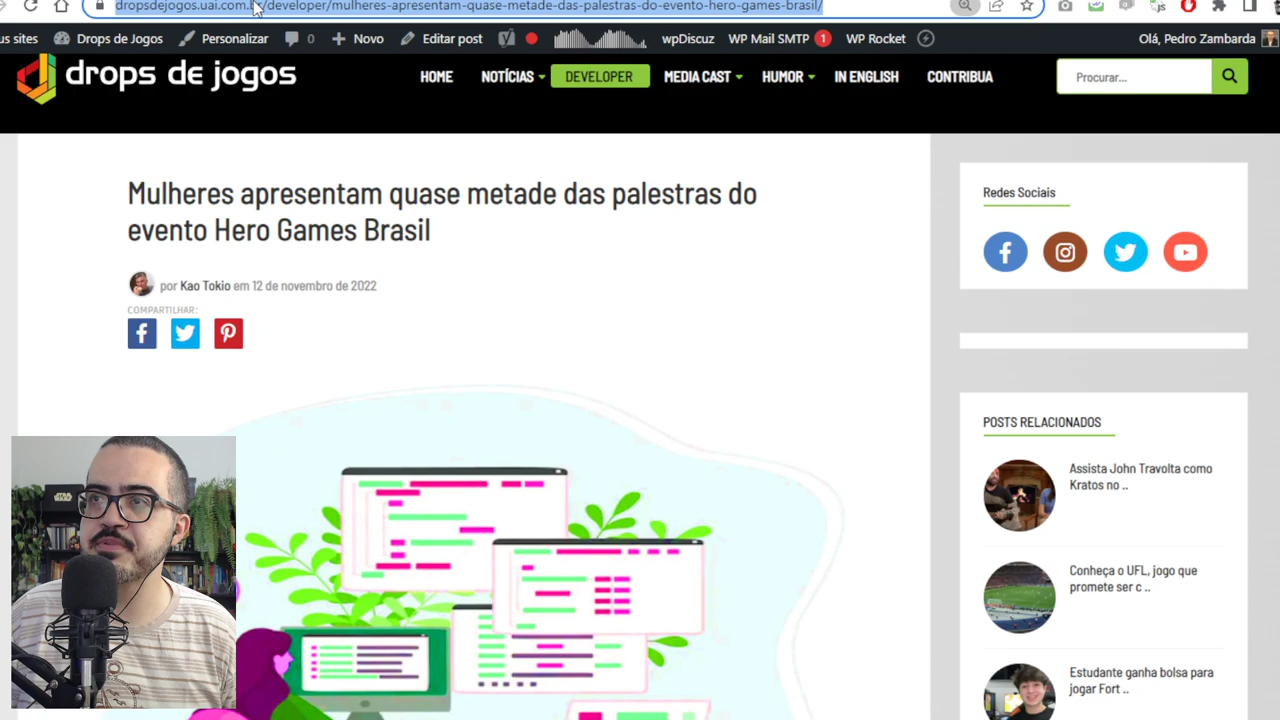 dropsdejogos.uai.com.br/developer/mulheres-apresentam-quase-metade-das-palestras-do-evento-hero-games-brasil/
us sites Drops de Jogos Personalizar 0 Novo Editar post wpDiscuz WP Mail SMTP 1 WP Rocket Olá, Pedro Zambarda
drops de jogos HOME NOTÍCIAS DEVELOPER MEDIA CAST HUMOR IN ENGLISH CONTRIBUA Procurar...
Mulheres apresentam quase metade das palestras do
evento Hero Games Brasil
por Kao Tokio em 12 de novembro de 2022
COMPARTILHAR:
Redes Sociais
POSTS RELACIONADOS
Assista John Travolta como
Kratos no ..
Conheça o UFL, jogo que
promete ser c ..
Estudante ganha bolsa para
jogar Fort ..
STAR
WARS